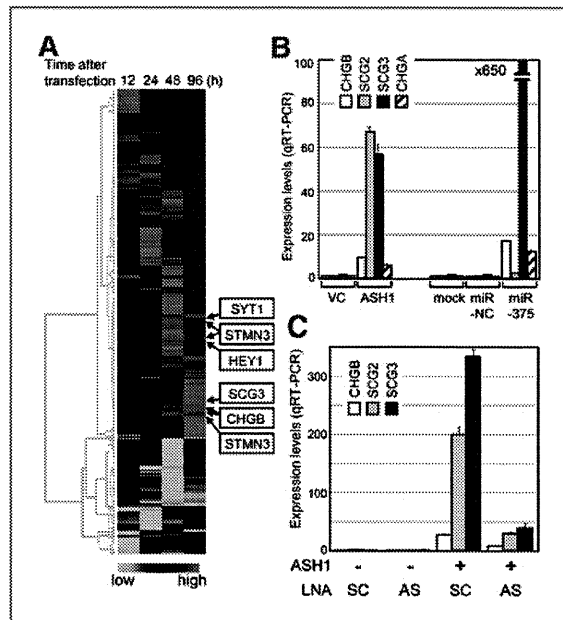 A
Time after
transfection 12 24 48 96 (h)
SYT1
STMN3
HEY1
SCG3
CHGB
STMN3
low high
B
CHGB
SCG2
SCG3
CHGA
x650
Expression levels (qRT-PCR)
100
80
60
40
20
0
VC ASH1 mock miR-NC miR-375
C
CHGB
SCG2
SCG3
Expression levels (qRT-PCR)
300
200
100
0
ASH1 - - + +
LNA SC AS SC AS